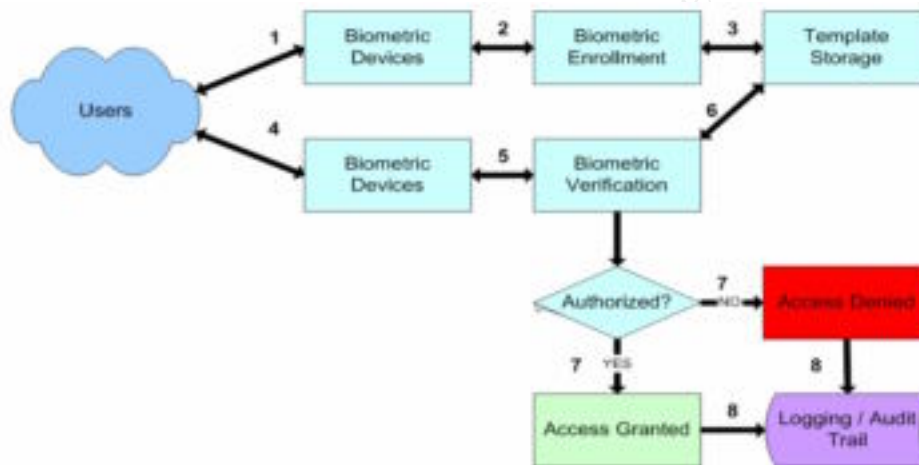 1
Biometric
Devices
2
Biometric
Enrollment
3
Template
Storage
Users
4
Biometric
Devices
5
Biometric
Verification
6
Authorized?
7
NO
Access Denied
7
YES
8
Access Granted
8
Logging / Audit
Trail